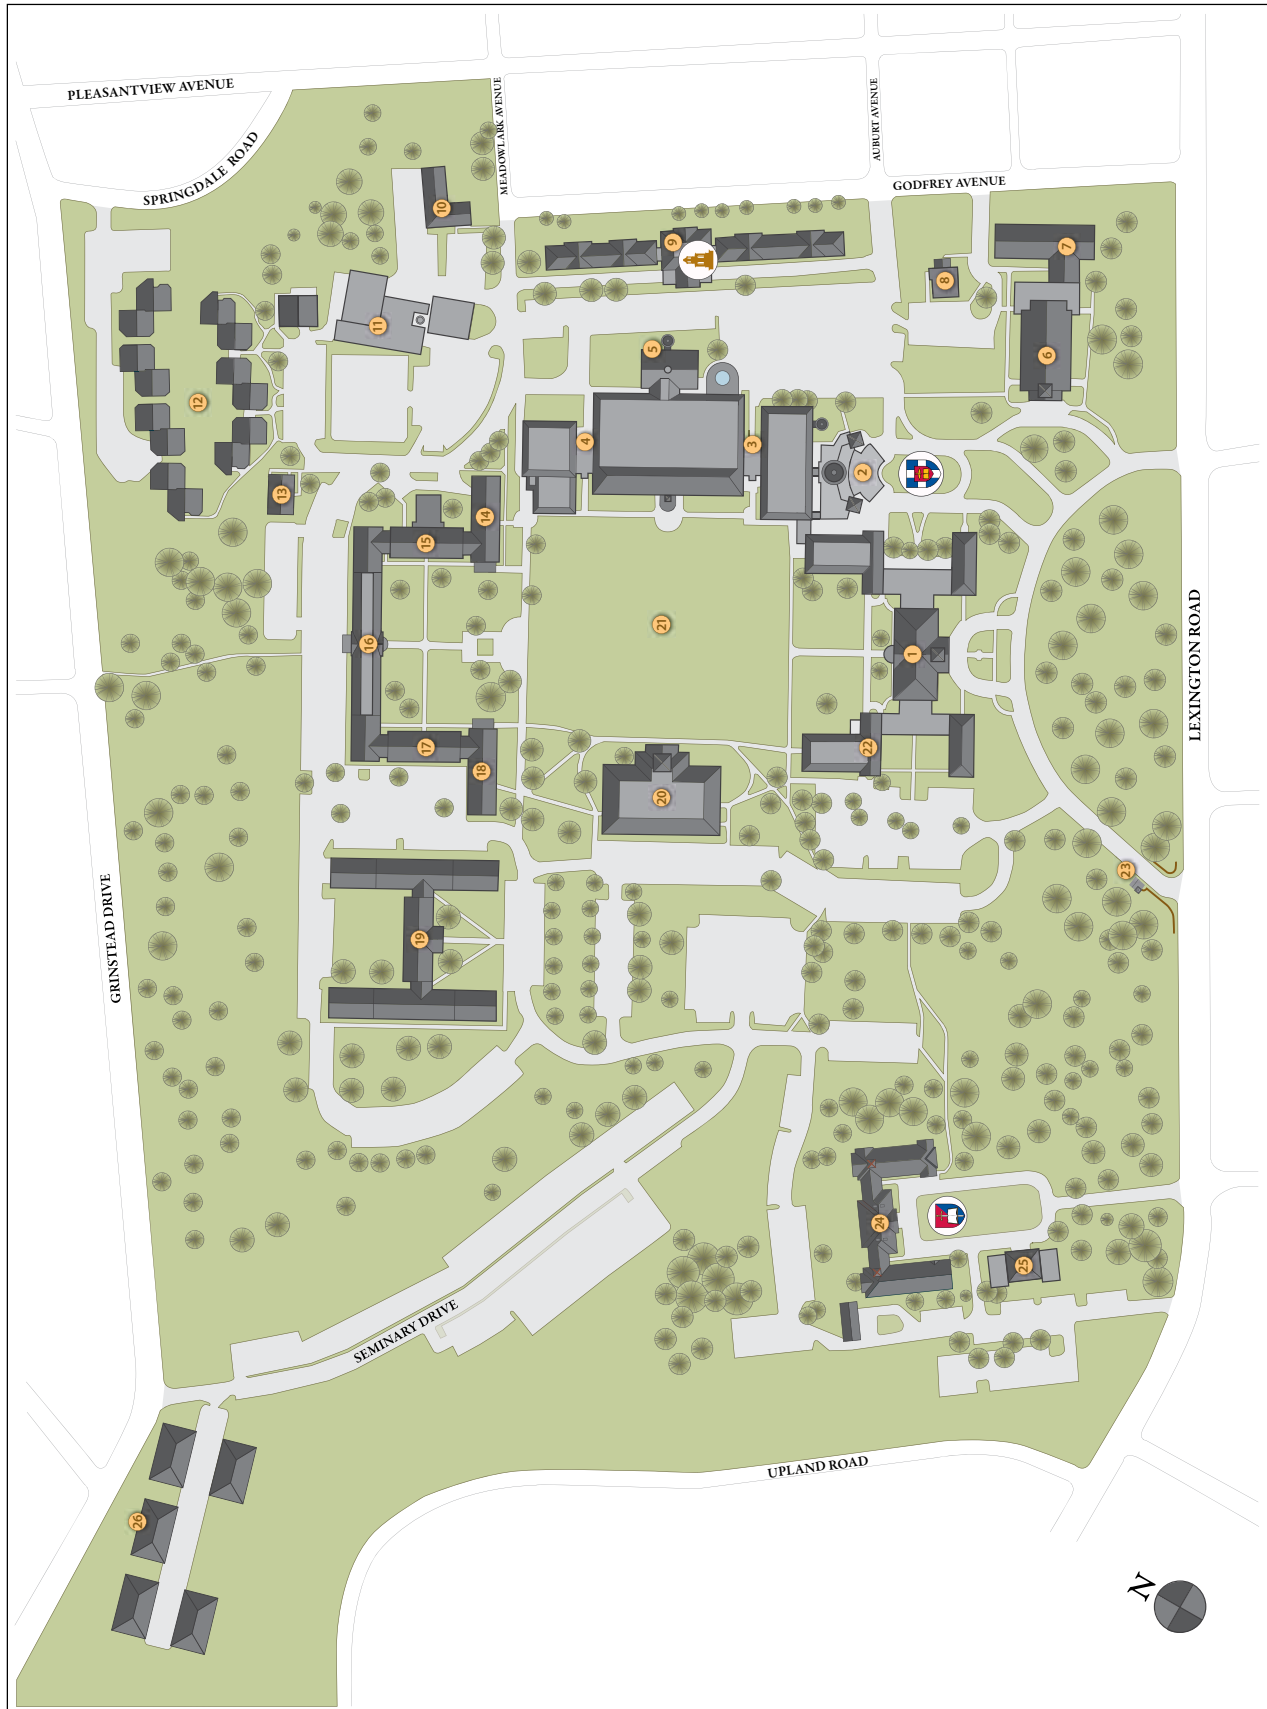 PLEASANTVIEW AVENUE
SPRINGDALE ROAD
MEADOWLARK AVENUE
AUBURT AVENUE
GODFREY AVENUE
10
9
7
8
11
5
6
12
4
3
2
13
14
15
21
16
1
LEXINGTON ROAD
17
22
18
20
23
GRINSTEAD DRIVE
19
24
25
SEMINARY DRIVE
UPLAND ROAD
26
N